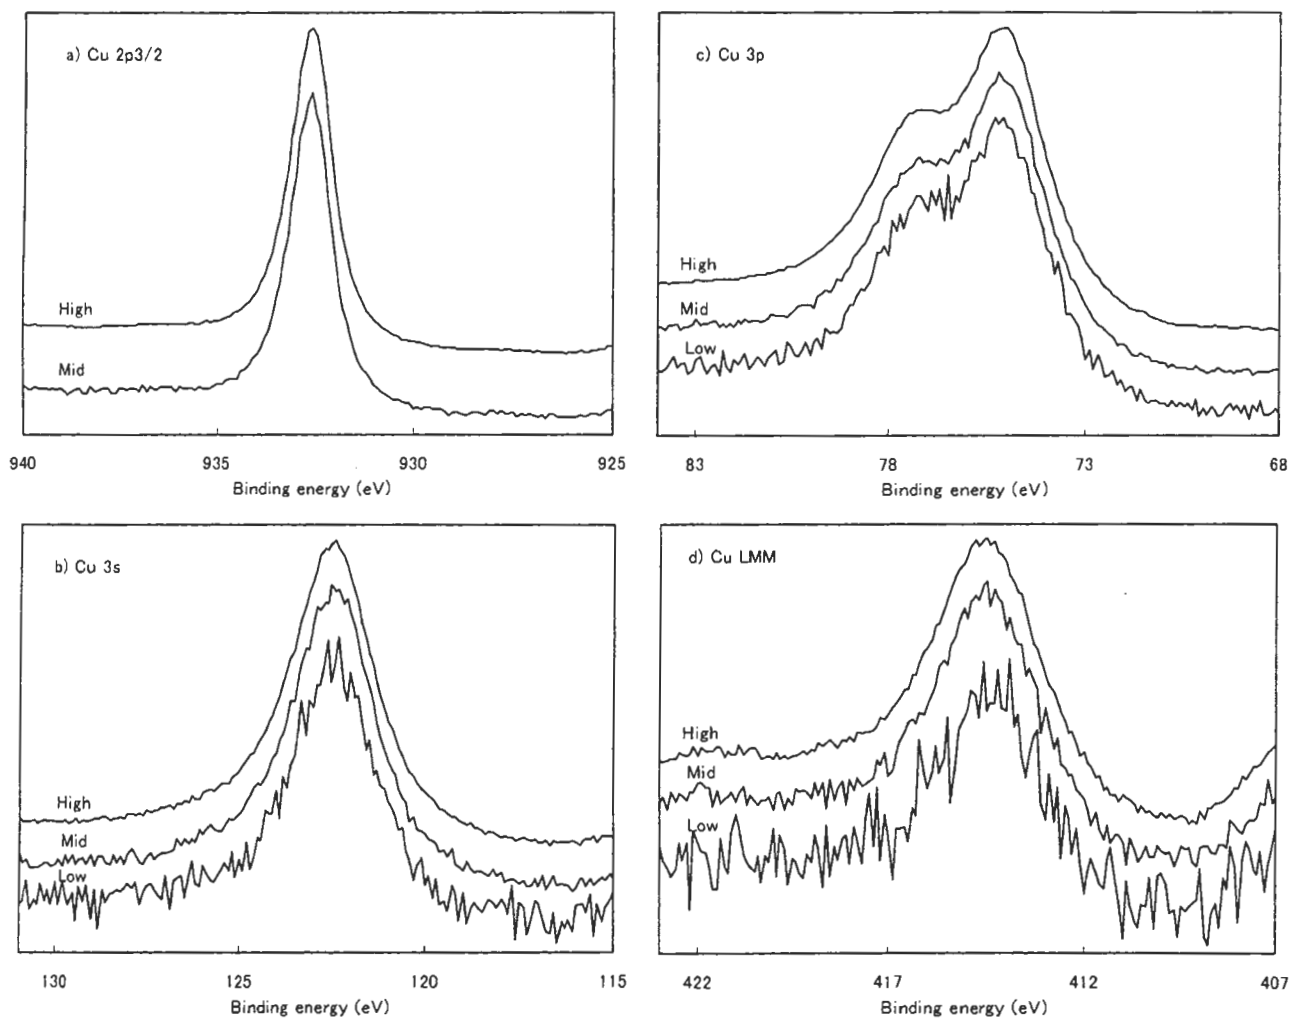 a) Cu 2p3/2
High
Mid
940 935 930 925
Binding energy (eV)
c) Cu 3p
High
Mid
Low
83 78 73 68
Binding energy (eV)
b) Cu 3s
High
Mid
Low
130 125 120 115
Binding energy (eV)
d) Cu LMM
High
Mid
Low
422 417 412 407
Binding energy (eV)